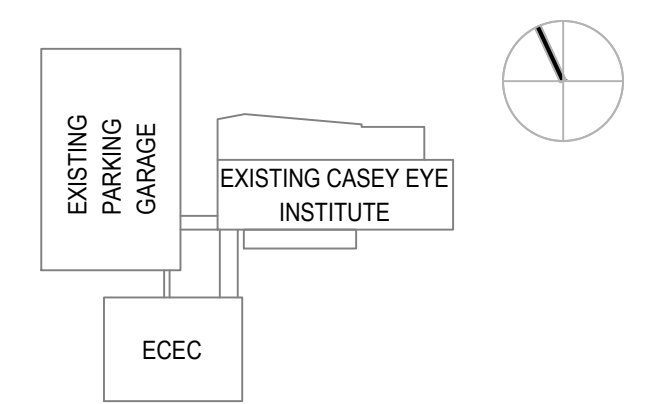 EXISTING
PARKING
GARAGE
EXISTING CASEY EYE
INSTITUTE
ECEC